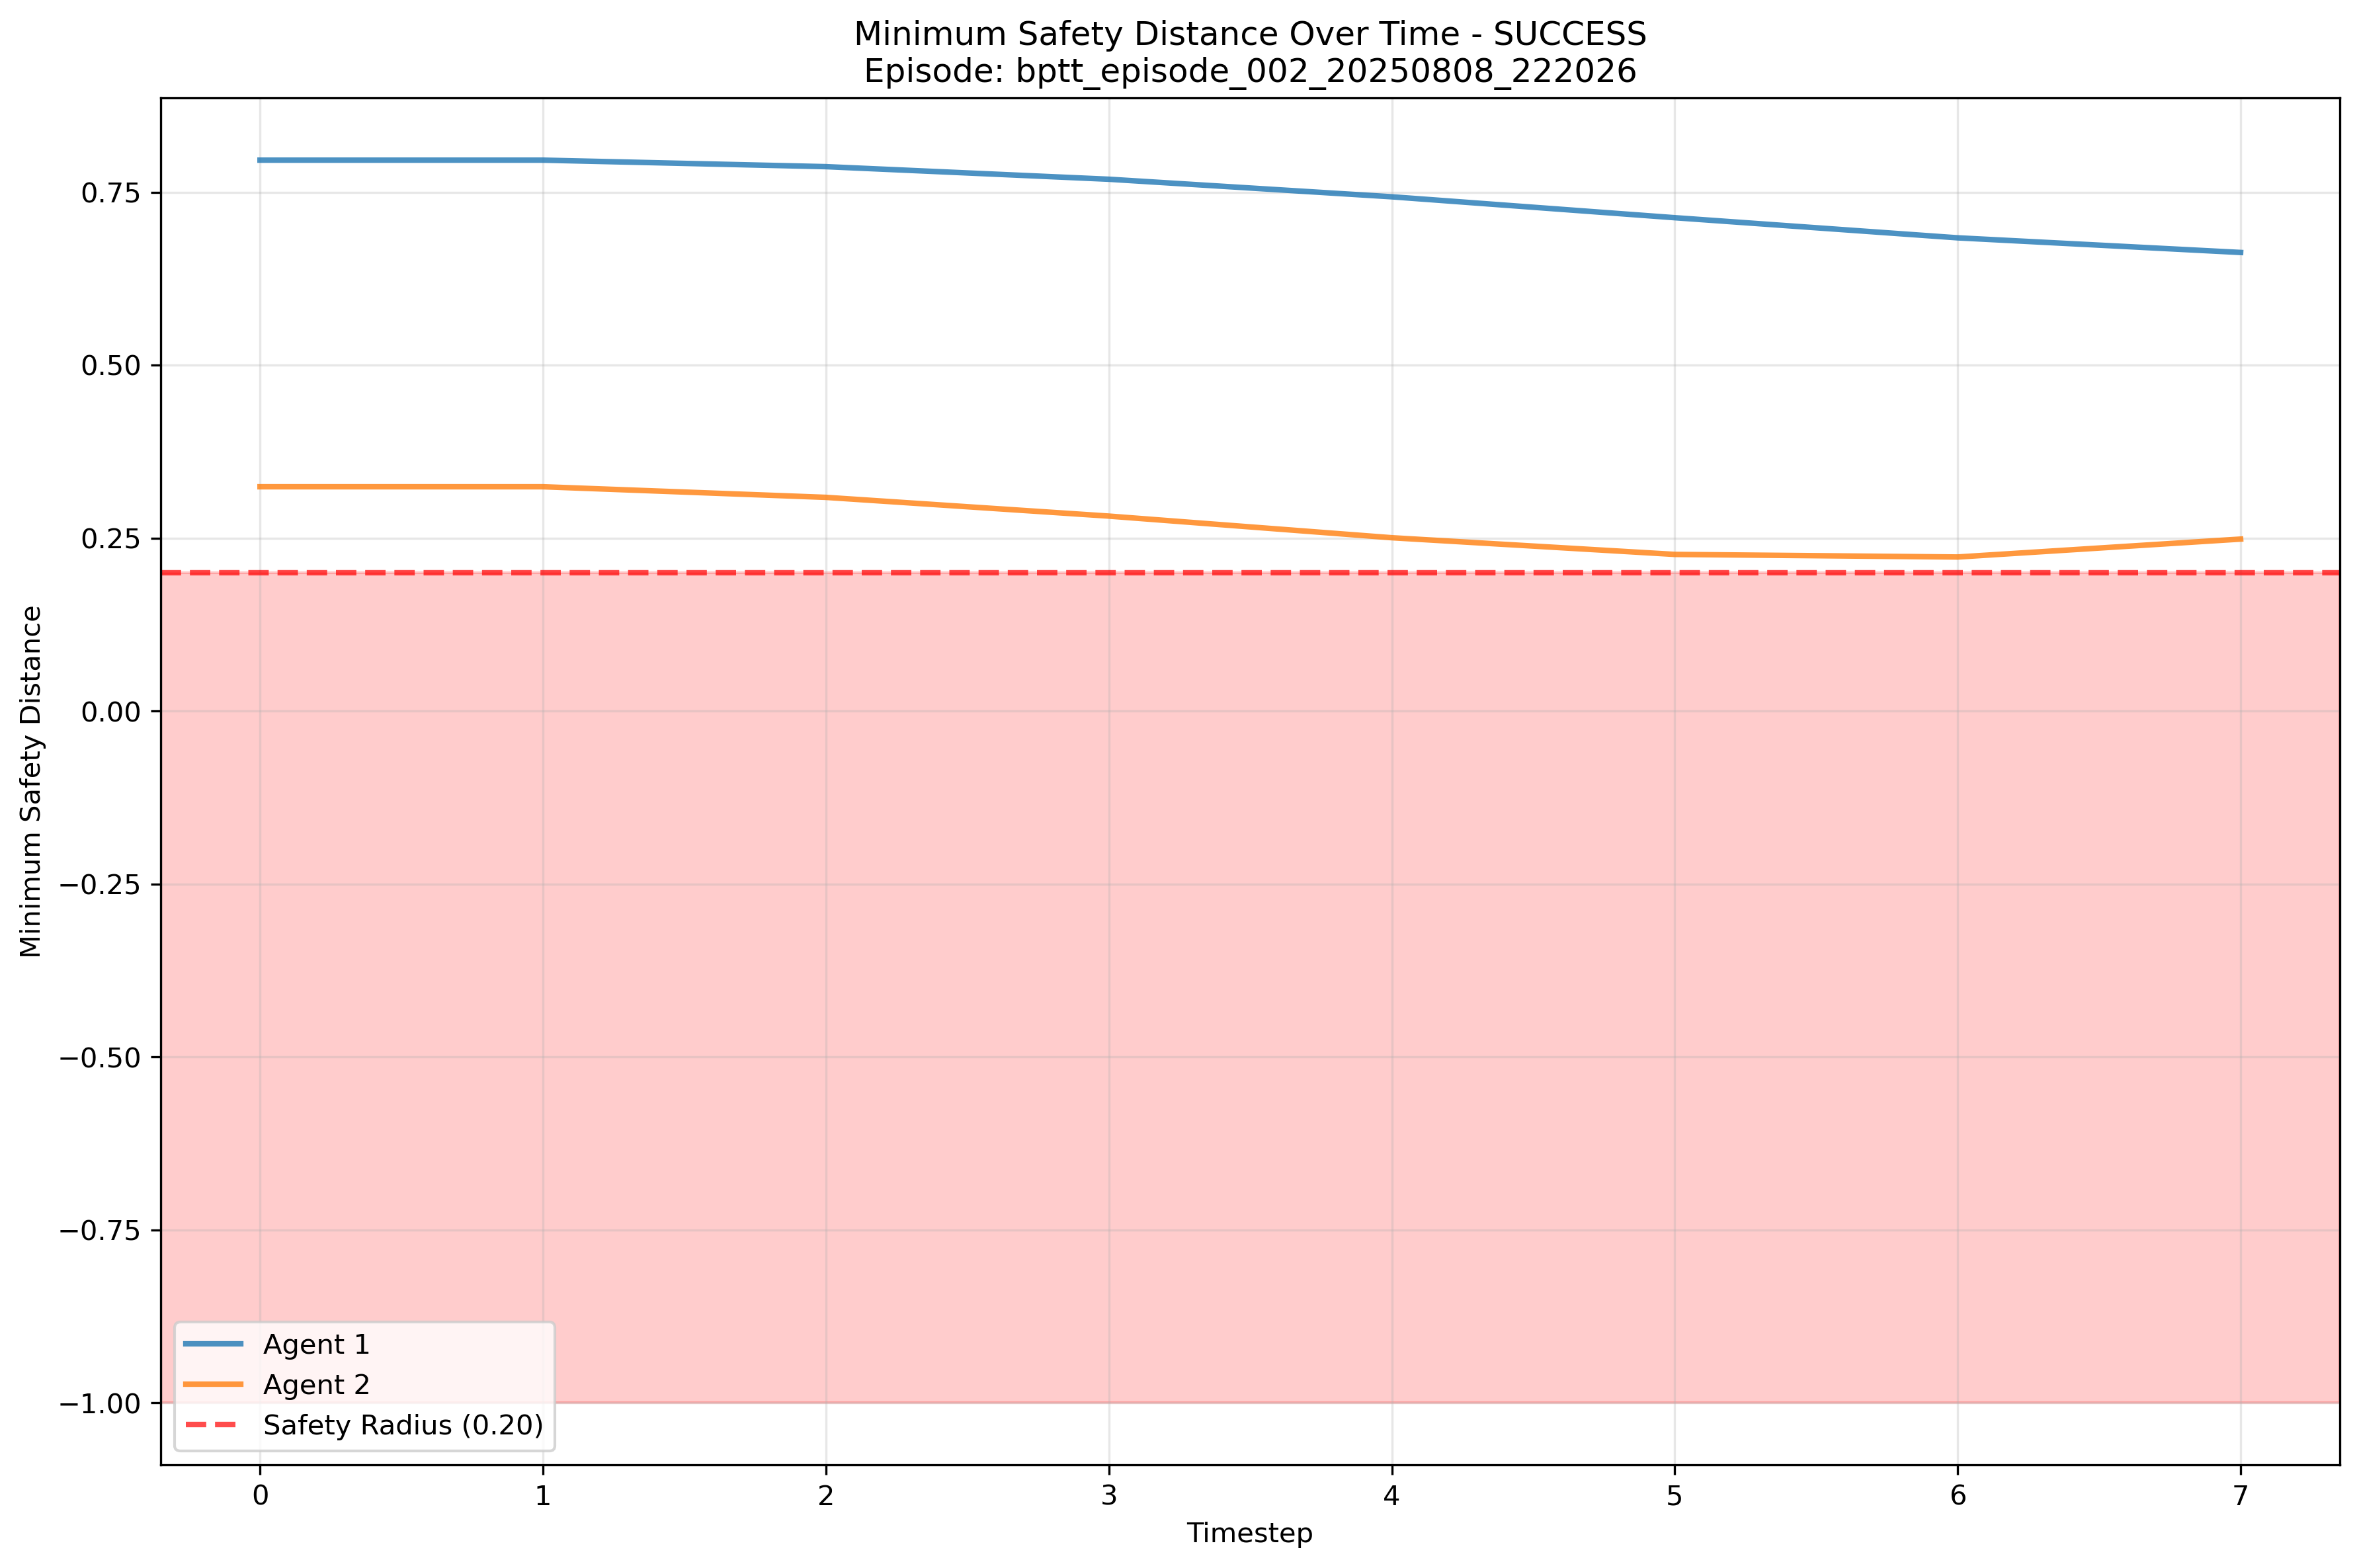 Minimum Safety Distance Over Time - SUCCESS
Episode: bptt_episode_002_20250808_222026
Minimum Safety Distance
0.75
0.50
0.25
0.00
−0.25
−0.50
−0.75
−1.00
Agent 1
Agent 2
Safety Radius (0.20)
0 1 2 3 4 5 6 7
Timestep